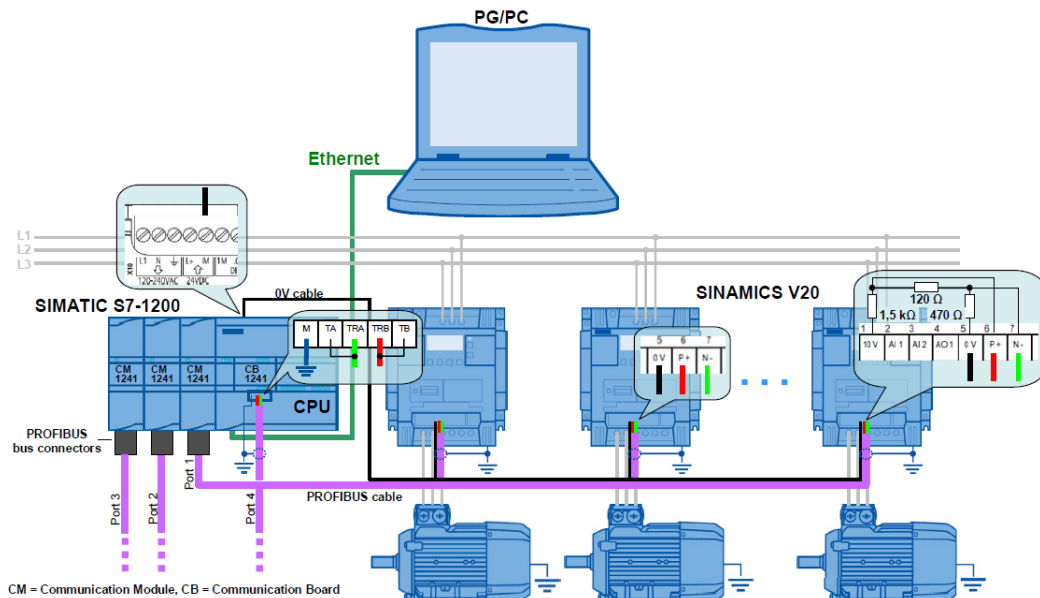 PG/PC
Ethernet
L1
L2
L3
X10
L1 N L+ M 1M
120-240VAC 24VDC
0V cable
SIMATIC S7-1200
SINAMICS V20
M TA TRA TRB TB
CM 1241
CM 1241
CM 1241
CB 1241
CPU
5 6 7
0 V P+ N-
120 Ω
1,5 kΩ 470 Ω
1 2 3 4 5 6 7
10 V AI 1 AI 2 AO 1 0 V P+ N-
PROFIBUS
bus connectors
Port 3
Port 2
Port 1
Port 4
PROFIBUS cable
CM = Communication Module, CB = Communication Board